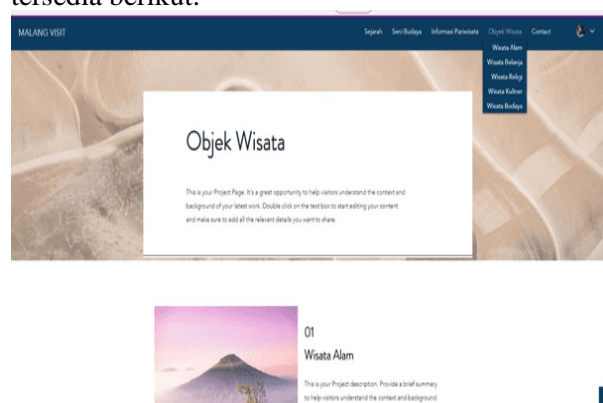 tersedia berikut.
MALANG VISIT
Sejarah Seni Budaya Informasi Pariwisata Obyek Wisata Contact
Wisata Alam
Wisata Belanja
Wisata Religi
Wisata Kuliner
Wisata Budaya
Objek Wisata
This is your Project Page. It's a great opportunity to help visitors understand the context and
background of your latest work. Double click on the text box to start editing your content
and make sure to add all the relevant details you want to share.
01
Wisata Alam
This is your Project description. Provide a brief summary
to help visitors understand the context and background